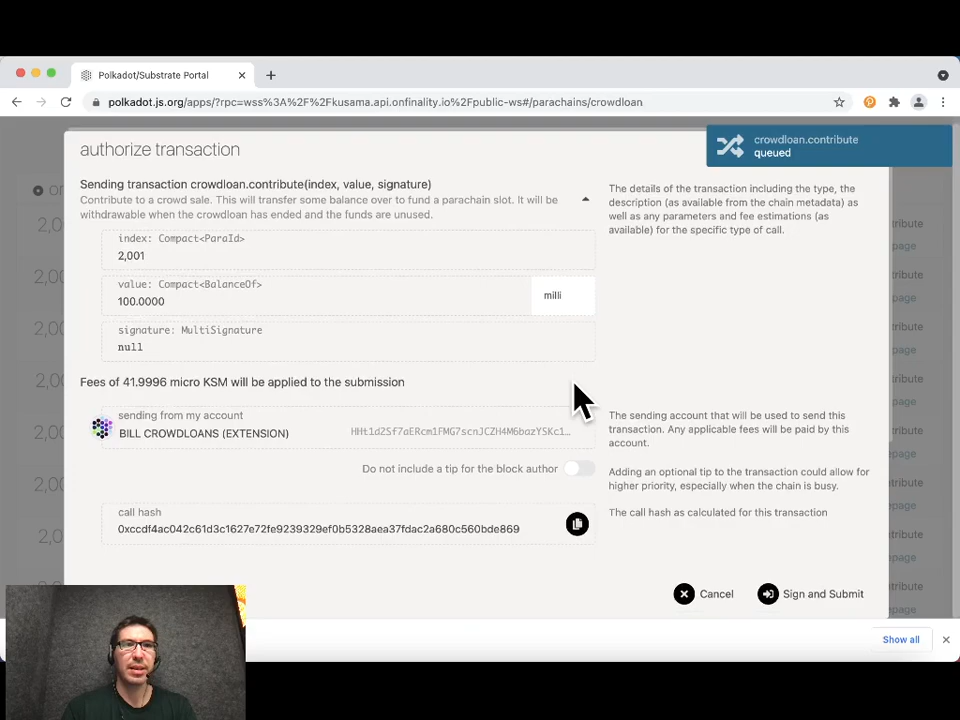 Polkadot/Substrate Portal
polkadot.js.org/apps/?rpc=wss%3A%2F%2Fkusama.api.onfinality.io%2Fpublic-ws#/parachains/crowdloan
authorize transaction
crowdloan.contribute
queued
Sending transaction crowdloan.contribute(index, value, signature)
Contribute to a crowd sale. This will transfer some balance over to fund a parachain slot. It will be
withdrawable when the crowdloan has ended and the funds are unused.
The details of the transaction including the type, the
description (as available from the chain metadata) as
well as any parameters and fee estimations (as
available) for the specific type of call.
index: Compact<ParaId>
2,001
value: Compact<BalanceOf>
100.0000
milli
signature: MultiSignature
null
Fees of 41.9996 micro KSM will be applied to the submission
sending from my account
BILL CROWDLOANS (EXTENSION)
The sending account that will be used to send this
transaction. Any applicable fees will be paid by this
account.
Do not include a tip for the block author
Adding an optional tip to the transaction could allow for
higher priority, especially when the chain is busy.
call hash
0xccdf4ac042c61d3c1627e72fe9239329ef0b5328aea37fdac2a680c560bde869
The call hash as calculated for this transaction
Cancel
Sign and Submit
Show all